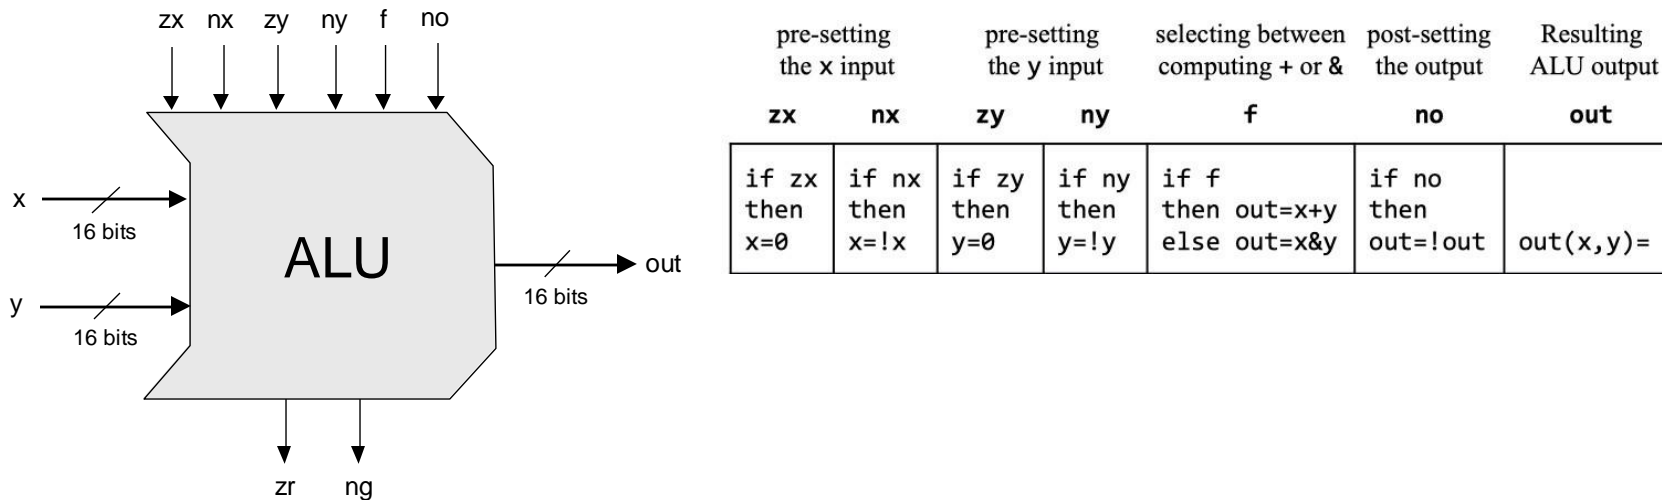 zx nx zy ny f no
x
16 bits
y
16 bits
ALU
out
16 bits
zr ng
pre-setting
the x input
pre-setting
the y input
selecting between
computing + or &
post-setting
the output
Resulting
ALU output
zx nx zy ny f no out
if zx
then
x=0
if nx
then
x=!x
if zy
then
y=0
if ny
then
y=!y
if f
then out=x+y
else out=x&y
if no
then
out=!out
out(x,y)=